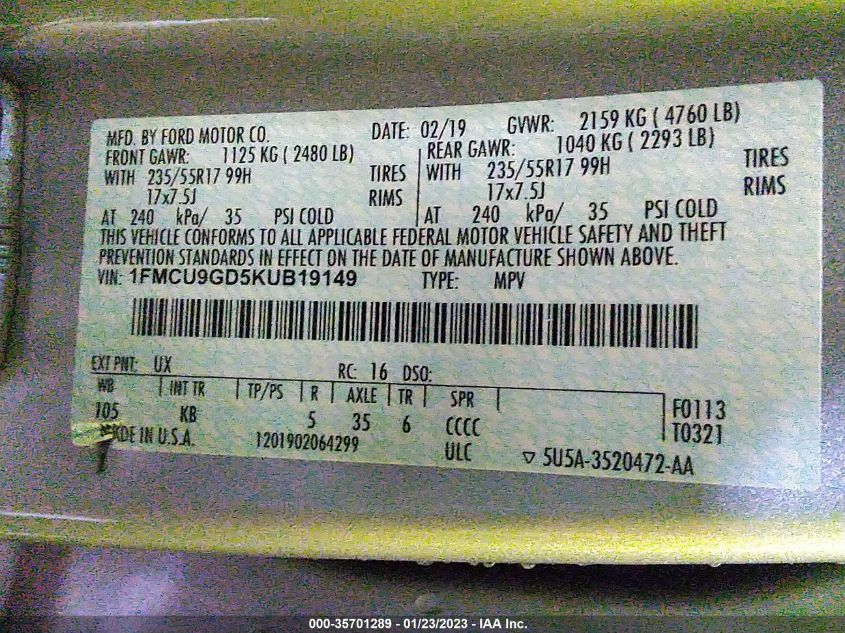 MFD. BY FORD MOTOR CO. DATE: 02/19 GVWR: 2159 KG ( 4760 LB)
FRONT GAWR: 1125 KG ( 2480 LB) REAR GAWR: 1040 KG ( 2293 LB)
WITH 235/55R17 99H TIRES WITH 235/55R17 99H TIRES
17x7.5J RIMS 17x7.5J RIMS
AT 240 kPa/ 35 PSI COLD AT 240 kPa/ 35 PSI COLD
THIS VEHICLE CONFORMS TO ALL APPLICABLE FEDERAL MOTOR VEHICLE SAFETY AND THEFT
PREVENTION STANDARDS IN EFFECT ON THE DATE OF MANUFACTURE SHOWN ABOVE.
VIN: 1FMCU9GD5KUB19149 TYPE: MPV
EXT PNT: UX RC: 16 DSO:
WB INT TR TP/PS R AXLE TR SPR
105 KB 5 35 6 CCCC F0113
MADE IN U.S.A. 1201902064299 ULC T0321
5U5A-3520472-AA
000-35701289 - 01/23/2023 - IAA Inc.